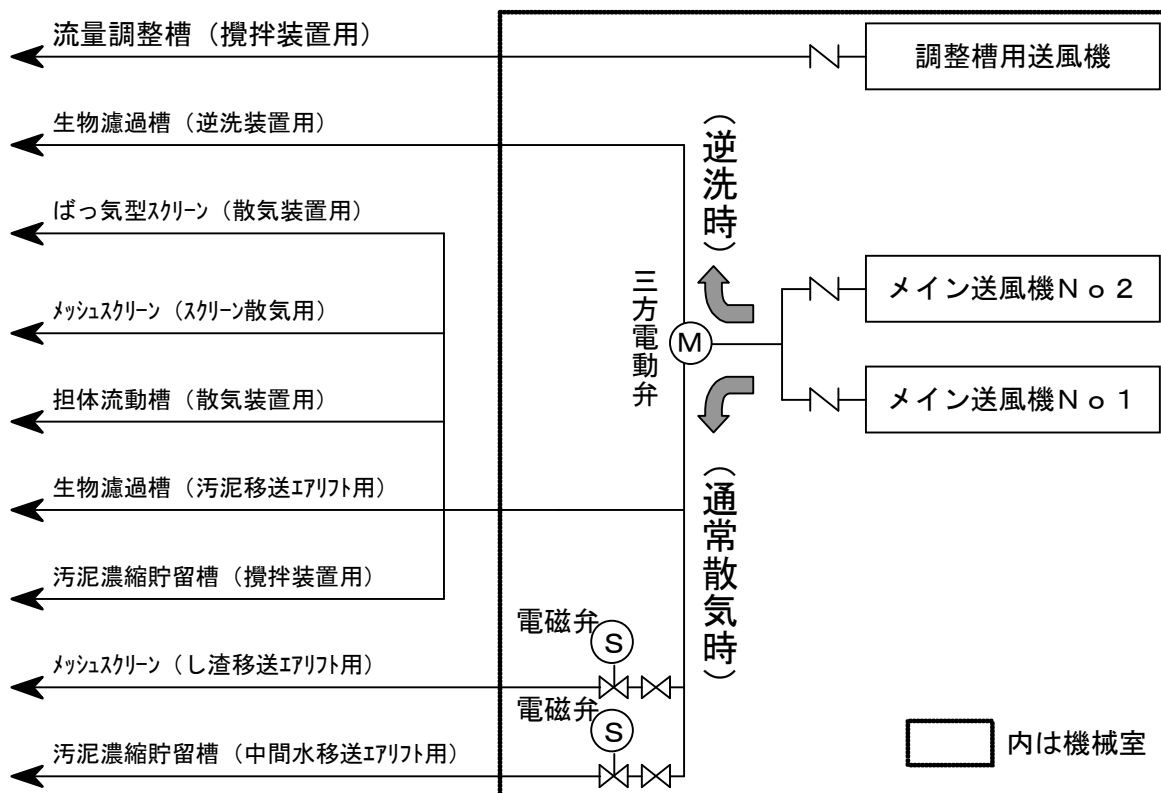 流量調整槽（攪拌装置用）
調整槽用送風機
生物濾過槽（逆洗装置用）
（逆洗時）
ばっ気型ｽｸﾘｰﾝ（散気装置用）
三方電動弁
メイン送風機Ｎｏ２
ﾒｯｼｭｽｸﾘｰﾝ（ｽｸﾘｰﾝ散気用）
M
メイン送風機Ｎｏ１
担体流動槽（散気装置用）
生物濾過槽（汚泥移送ｴｱﾘﾌﾄ用）
（通常散気時）
汚泥濃縮貯留槽（攪拌装置用）
電磁弁
S
ﾒｯｼｭｽｸﾘｰﾝ（し渣移送ｴｱﾘﾌﾄ用）
電磁弁
S
汚泥濃縮貯留槽（中間水移送ｴｱﾘﾌﾄ用）
内は機械室